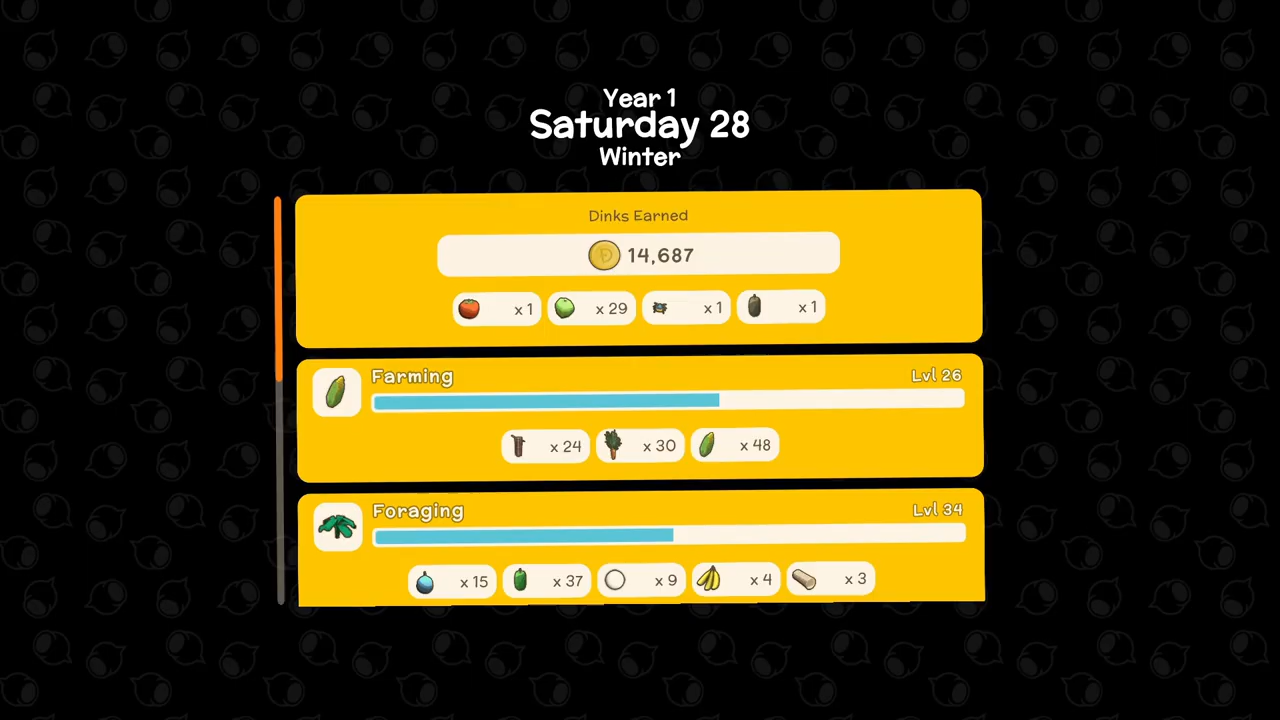 Year 1
Saturday 28
Winter
Dinks Earned
14,687
x 1 x 29 x 1 x 1
Farming Lvl 26
x 24 x 30 x 48
Foraging Lvl 34
x 15 x 37 x 9 x 4 x 3